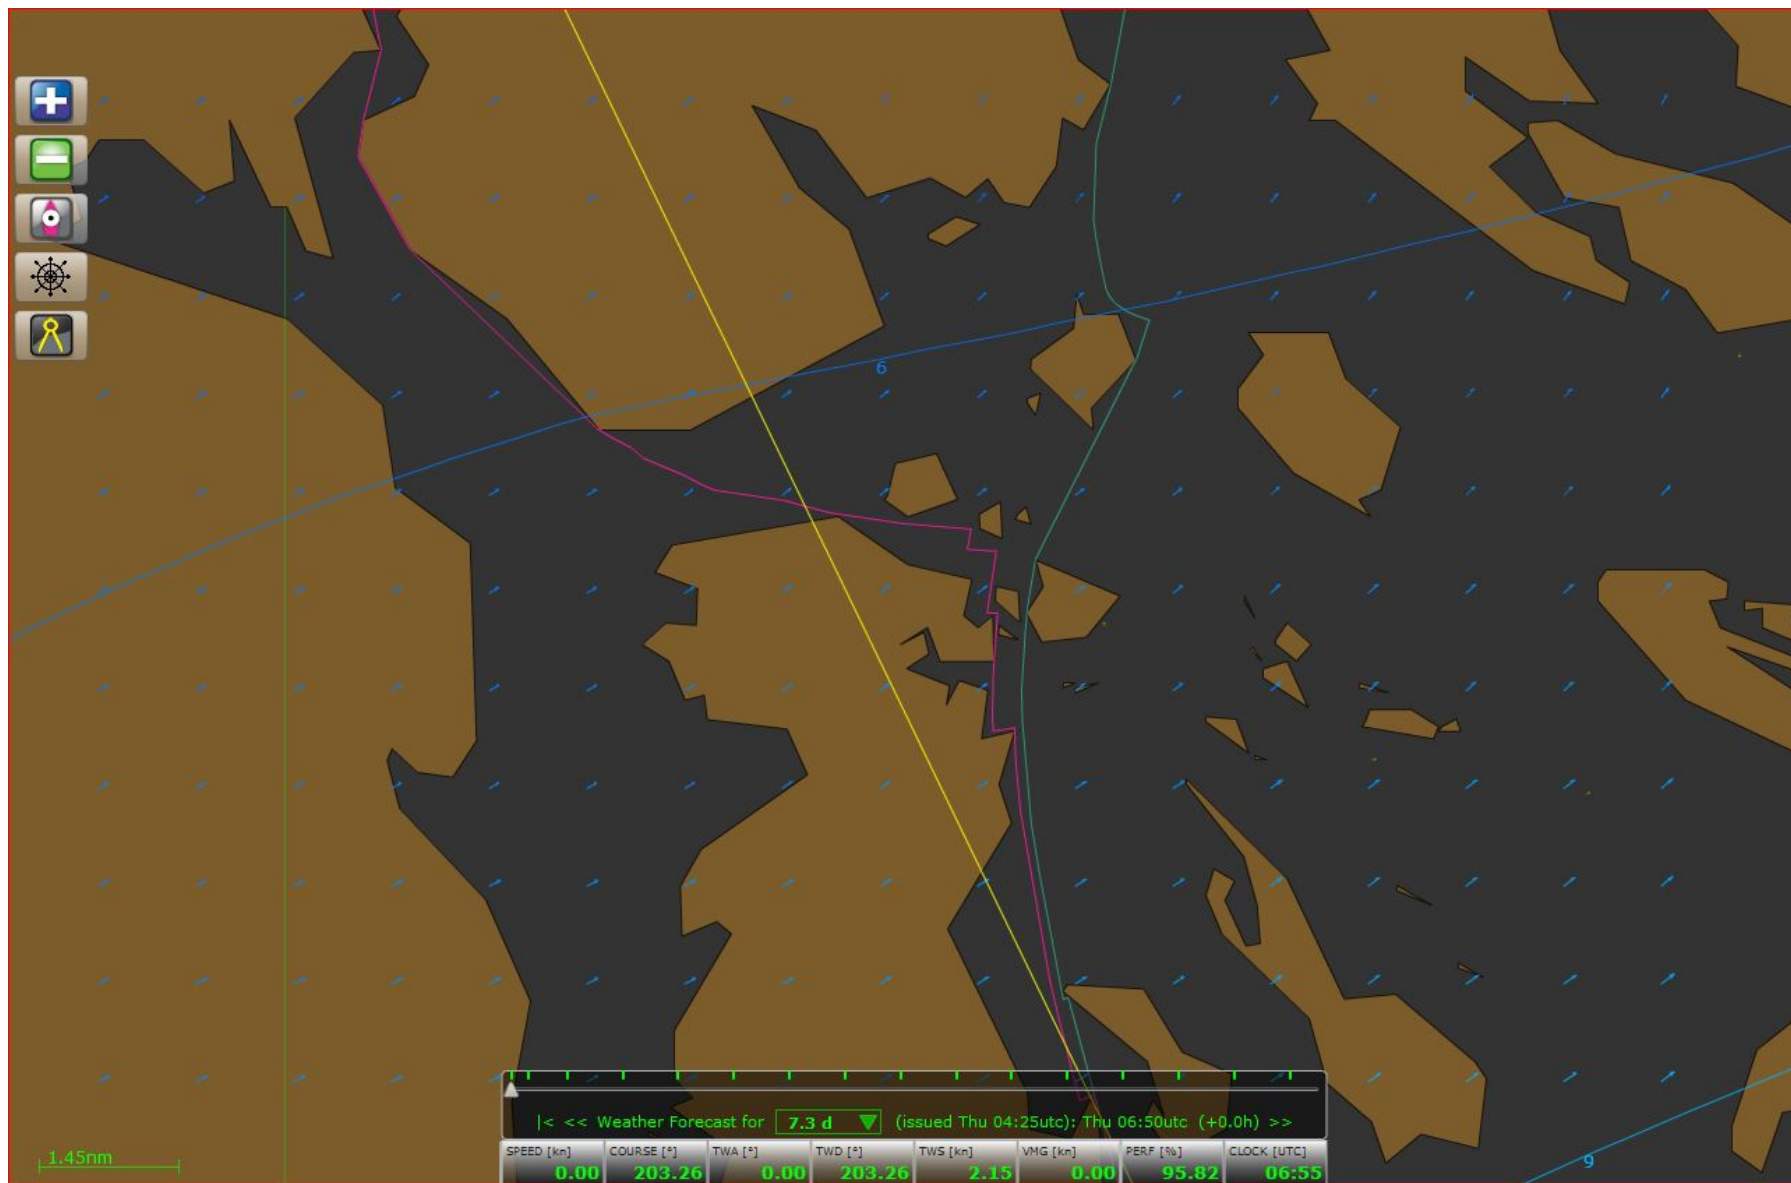 6
|< << Weather Forecast for 7.3 d (issued Thu 04:25utc): Thu 06:50utc (+0.0h) >>
SPEED [kn] COURSE [°] TWA [°] TWD [°] TWS [kn] VMG [kn] PERF [%] CLOCK [UTC]
0.00 203.26 0.00 203.26 2.15 0.00 95.82 06:55
1.45nm
9